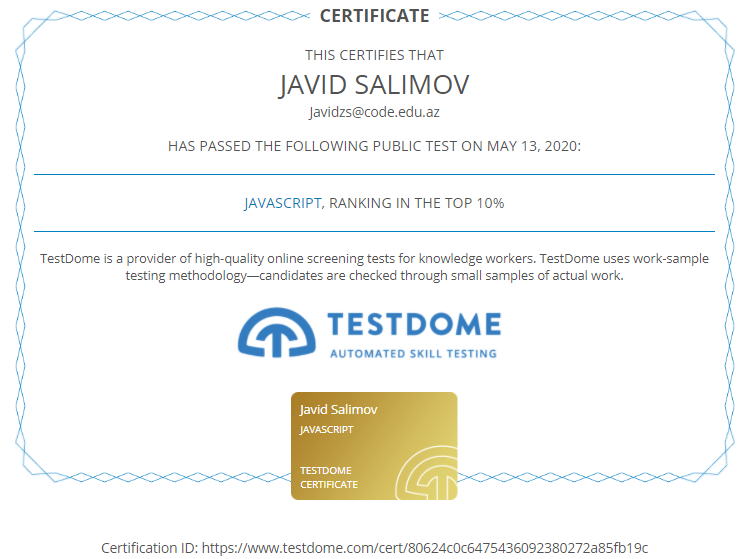 CERTIFICATE
THIS CERTIFIES THAT
JAVID SALIMOV
Javidzs@code.edu.az
HAS PASSED THE FOLLOWING PUBLIC TEST ON MAY 13, 2020:
JAVASCRIPT, RANKING IN THE TOP 10%
TestDome is a provider of high-quality online screening tests for knowledge workers. TestDome uses work-sample
testing methodology—candidates are checked through small samples of actual work.
TESTDOME
AUTOMATED SKILL TESTING
Javid Salimov
JAVASCRIPT
TESTDOME
CERTIFICATE
Certification ID: https://www.testdome.com/cert/80624c0c6475436092380272a85fb19c